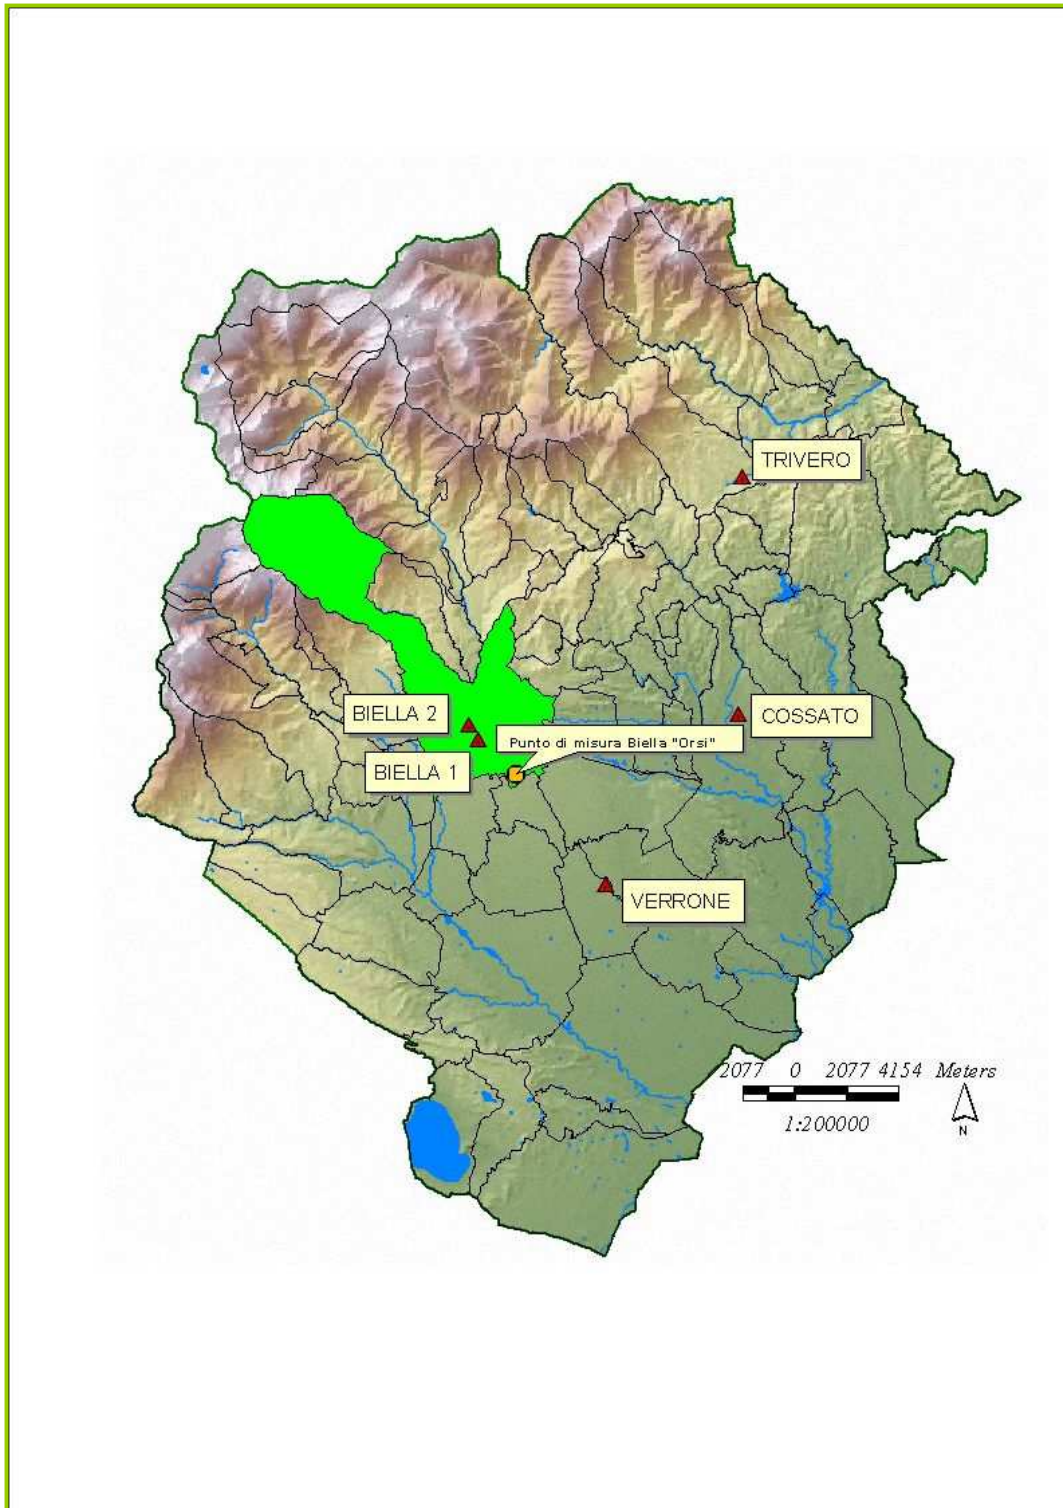 TRIVERO
BIELLA 2
COSSATO
Punto di misura Biella "Orsi"
BIELLA 1
VERRONE
2077 0 2077 4154 Meters
1:200000
N